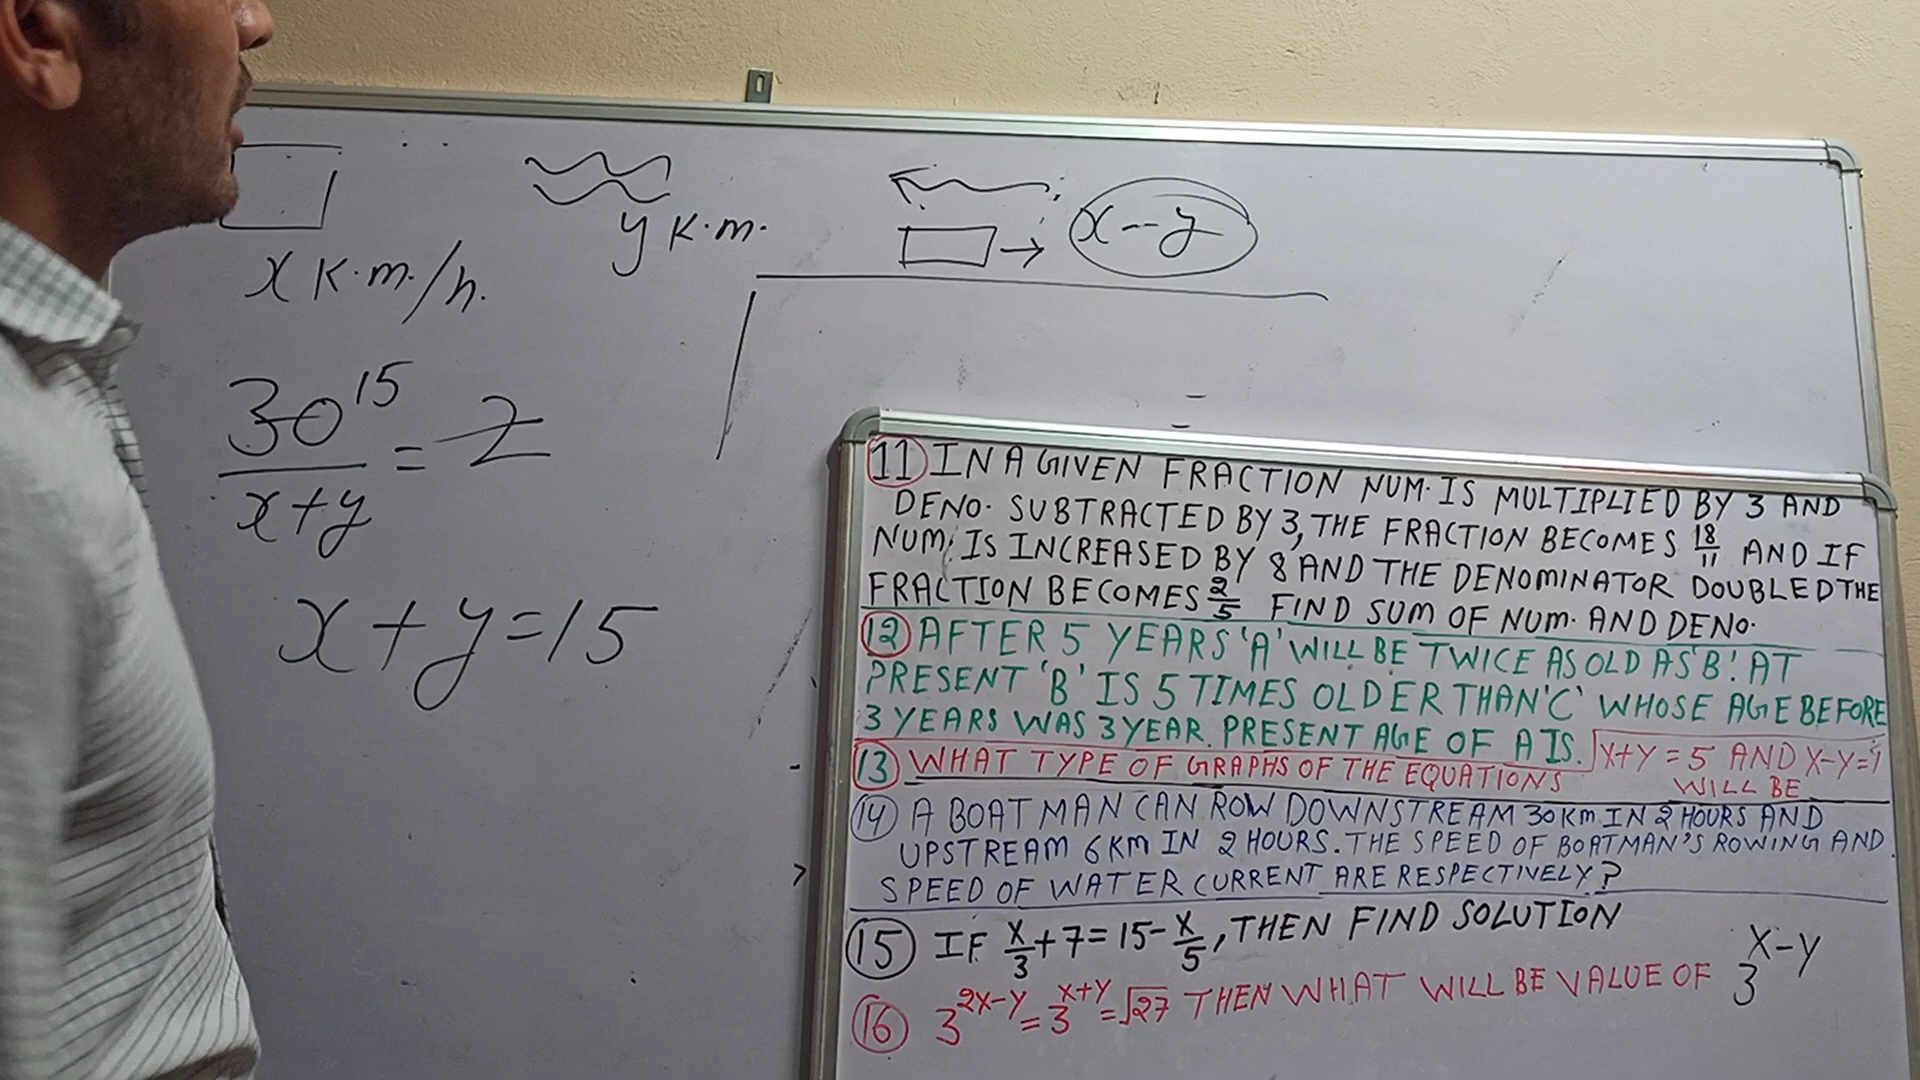 x K.m./h.
y K.m.
x--y
30 15
—— = 2
x+y
x+y=15
11 IN A GIVEN FRACTION NUM. IS MULTIPLIED BY 3 AND
DENO. SUBTRACTED BY 3, THE FRACTION BECOMES 18/11 AND IF
NUM. IS INCREASED BY 8 AND THE DENOMINATOR DOUBLED THE
FRACTION BECOMES 2/5 FIND SUM OF NUM. AND DENO.
12 AFTER 5 YEARS 'A' WILL BE TWICE AS OLD AS 'B'. AT
PRESENT 'B' IS 5 TIMES OLDER THAN 'C' WHOSE AGE BEFORE
3 YEARS WAS 3 YEAR. PRESENT AGE OF A IS.
13 WHAT TYPE OF GRAPHS OF THE EQUATIONS x+y = 5 AND x-y=1
WILL BE
14 A BOATMAN CAN ROW DOWNSTREAM 30 Km. IN 2 HOURS AND
UPSTREAM 6 Km IN 2 HOURS. THE SPEED OF BOATMAN'S ROWING AND
SPEED OF WATER CURRENT ARE RESPECTIVELY?
15 IF x/3 + 7 = 15 - x/5, THEN FIND SOLUTION
16 3^2x-y = 3^x+y = √27 THEN WHAT WILL BE VALUE OF 3^x-y